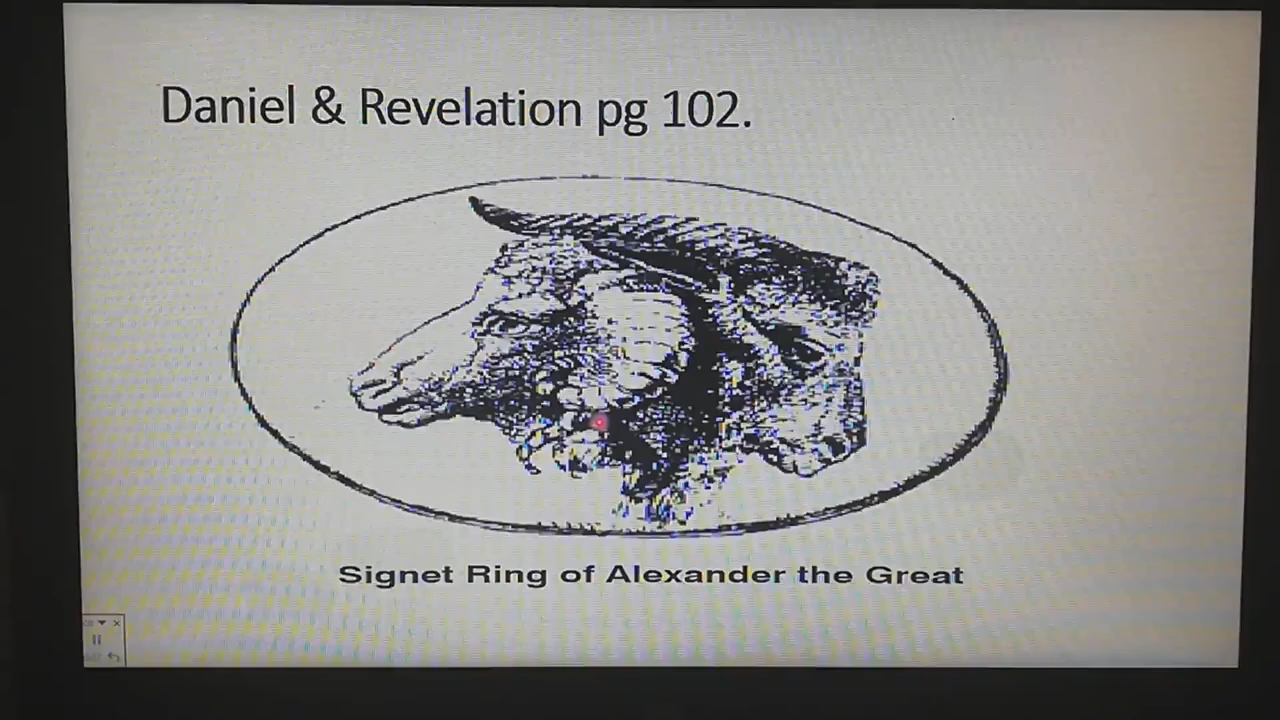 Daniel & Revelation pg 102.
Signet Ring of Alexander the Great